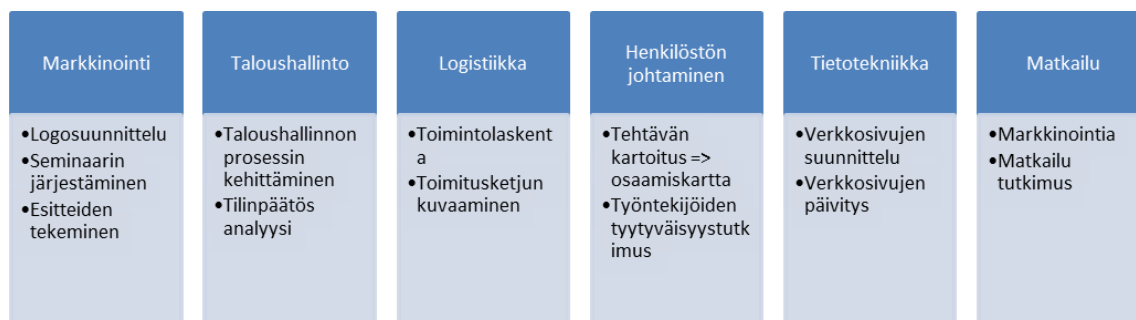 Markkinointi
•Logosuunnittelu
•Seminaarin
järjestäminen
•Esitteiden
tekeminen
Taloushallinto
•Taloushallinnon
prosessin
kehittäminen
•Tilinpäätös
analyysi
Logistiikka
•Toimintolaskent
a
•Toimitusketjun
kuvaaminen
Henkilöstön
johtaminen
•Tehtävän
kartoitus =>
osaamiskartta
•Työntekijöiden
tyytyväisyystutk
imus
Tietotekniikka
•Verkkosivujen
suunnittelu
•Verkkosivujen
päivitys
Matkailu
•Markkinointia
•Matkailu
tutkimus